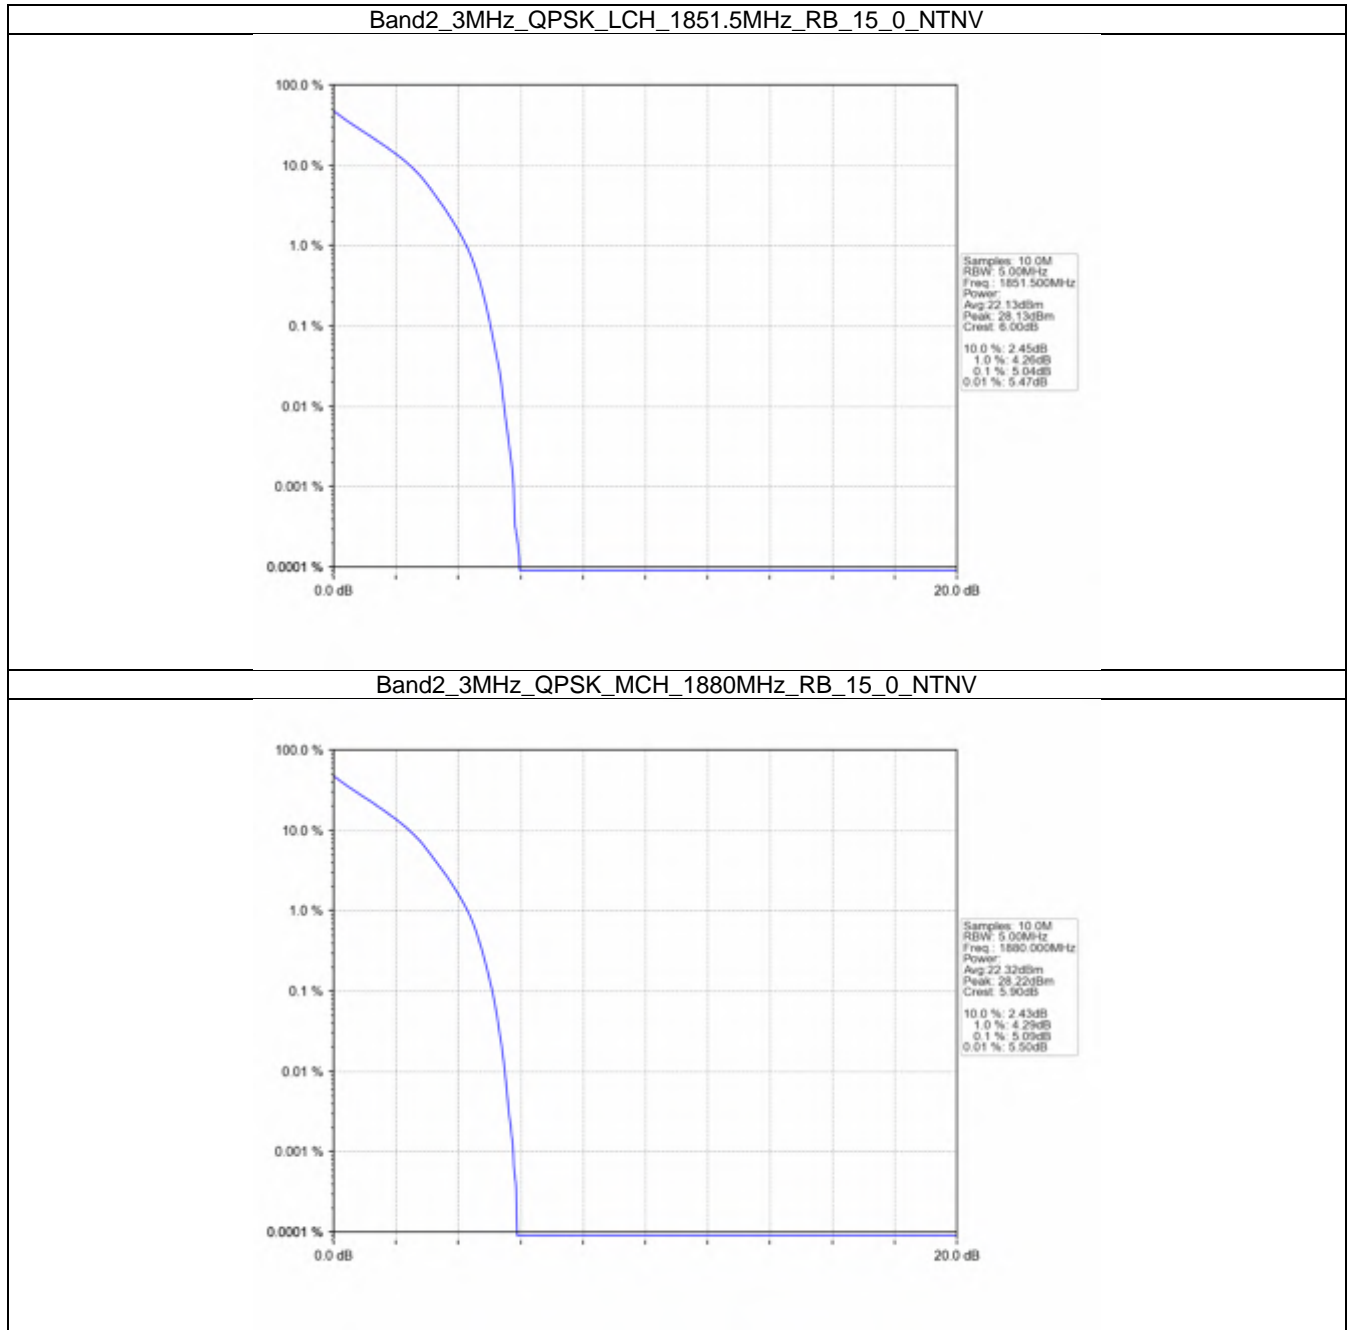 Band2_3MHz_QPSK_LCH_1851.5MHz_RB_15_0_NTNV
100.0 %
10.0 %
1.0 %
0.1 %
0.01 %
0.001 %
0.0001 %
0.0 dB
20.0 dB
Samples: 10.0M
RBW: 5.00MHz
Freq.: 1851.500MHz
Power:
Avg:22.13dBm
Peak: 28.13dBm
Crest: 6.00dB
10.0 %: 2.45dB
1.0 %: 4.26dB
0.1 %: 5.04dB
0.01 %: 5.47dB
Band2_3MHz_QPSK_MCH_1880MHz_RB_15_0_NTNV
100.0 %
10.0 %
1.0 %
0.1 %
0.01 %
0.001 %
0.0001 %
0.0 dB
20.0 dB
Samples: 10.0M
RBW: 5.00MHz
Freq.: 1880.000MHz
Power:
Avg:22.32dBm
Peak: 28.22dBm
Crest: 5.90dB
10.0 %: 2.43dB
1.0 %: 4.29dB
0.1 %: 5.09dB
0.01 %: 5.50dB